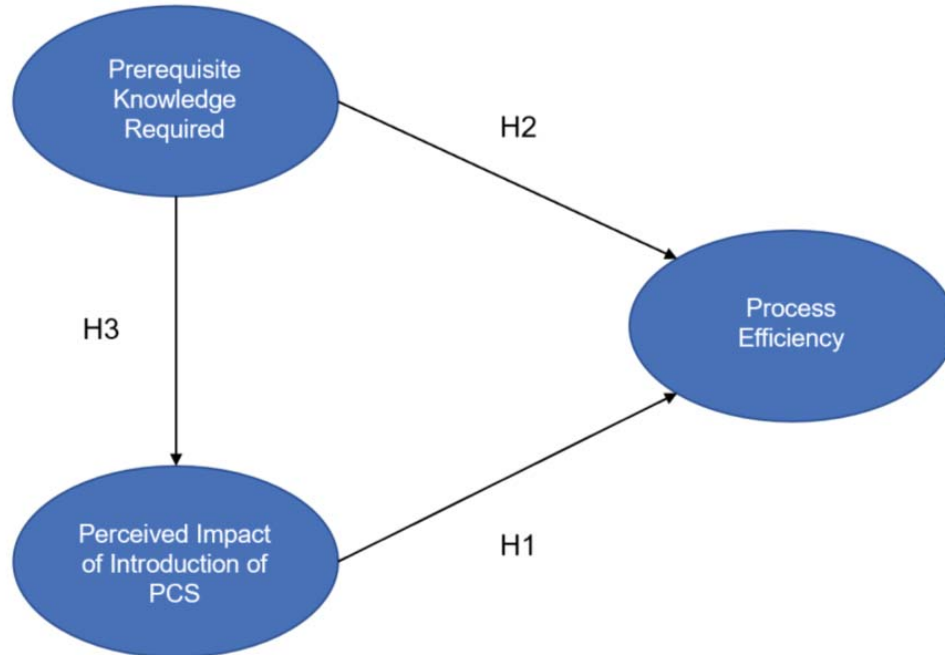 Prerequisite
Knowledge
Required
H2
Process
Efficiency
H3
Perceived Impact
of Introduction of
PCS
H1